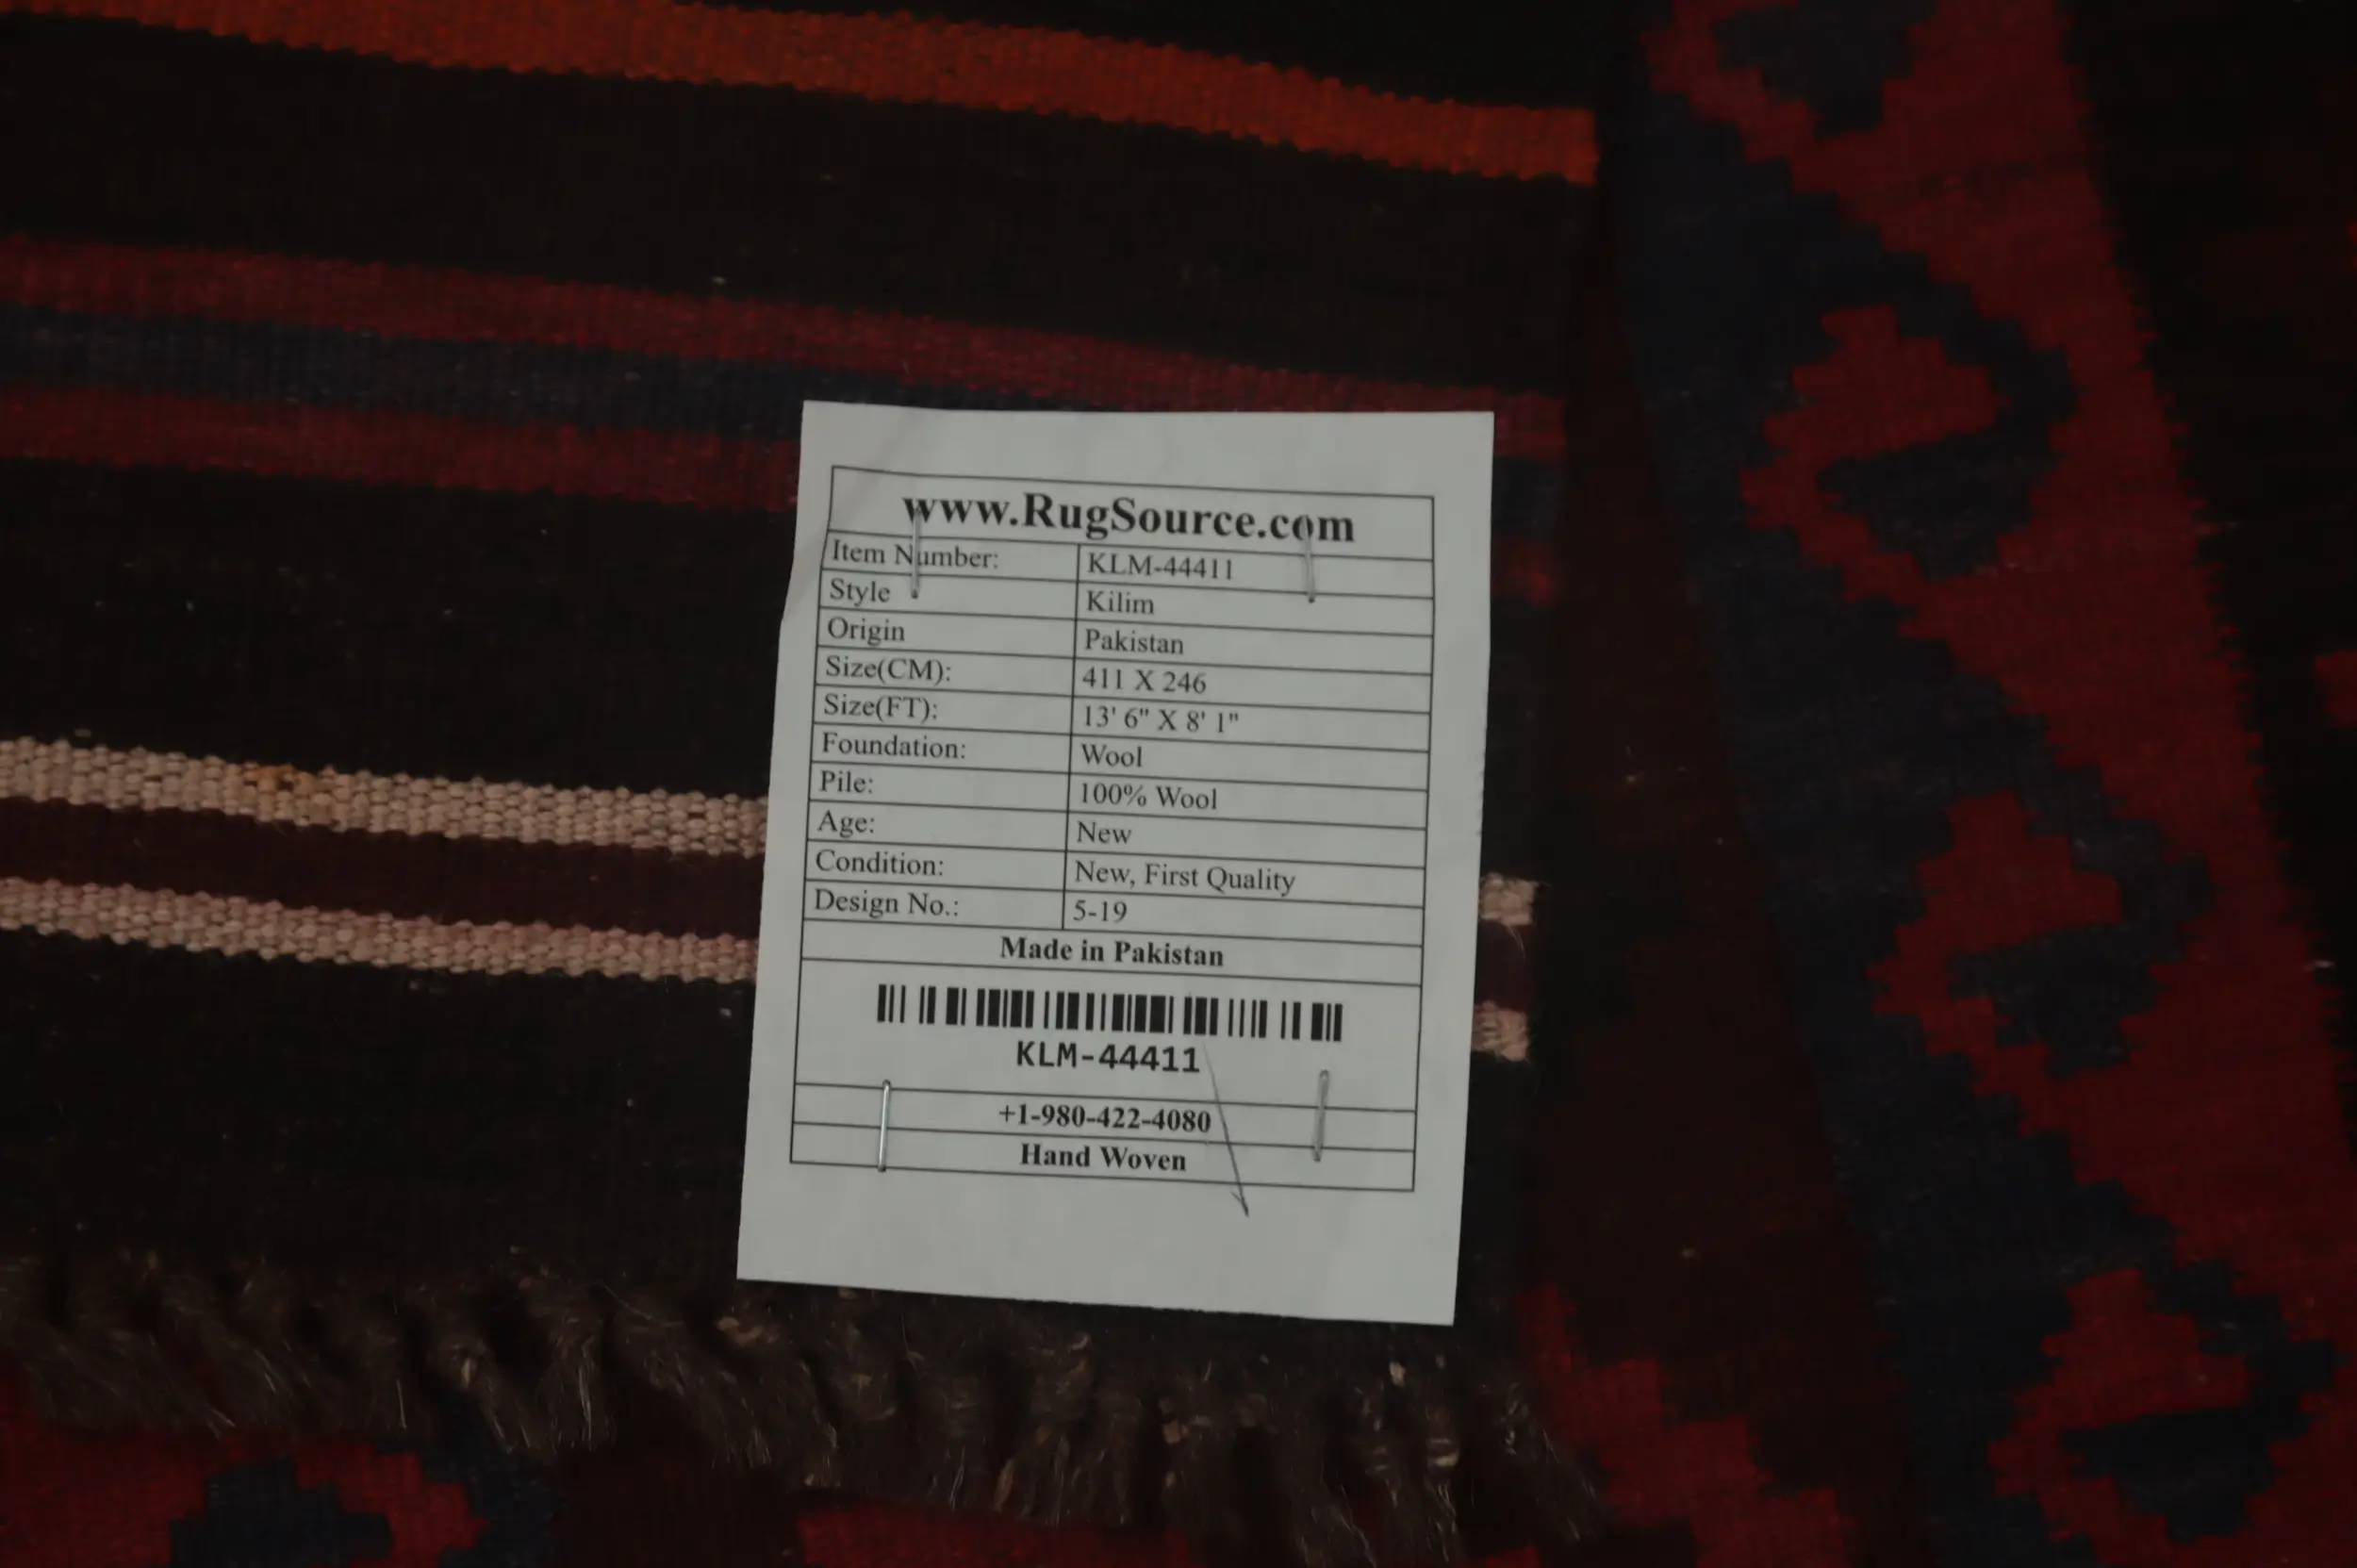 www.RugSource.com
Item Number: KLM-44411
Style Kilim
Origin Pakistan
Size(CM): 411 X 246
Size(FT): 13' 6" X 8' 1"
Foundation: Wool
Pile: 100% Wool
Age: New
Condition: New, First Quality
Design No.: 5-19
Made in Pakistan
KLM-44411
+1-980-422-4080
Hand Woven